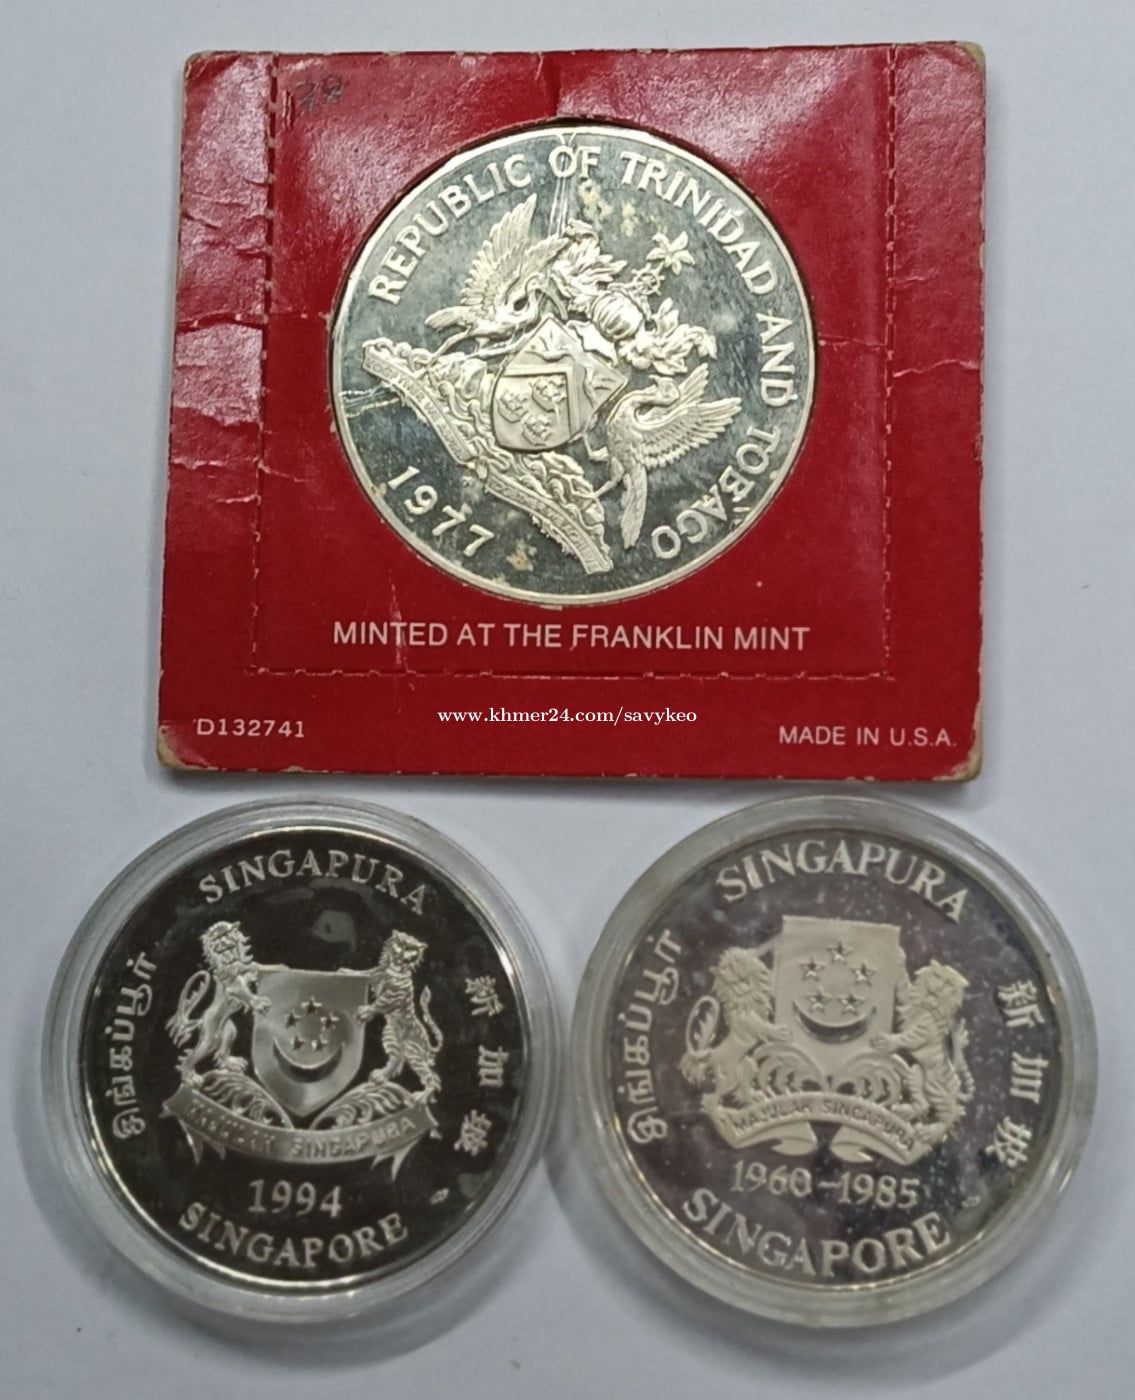 REPUBLIC OF TRINIDAD AND TOBAGO
1977
MINTED AT THE FRANKLIN MINT
www.khmer24.com/savykeo
D132741
MADE IN U.S.A.
SINGAPURA
சிங்கப்பூர்
新加坡
MAJULAH SINGAPURA
1994
SINGAPORE
SINGAPURA
சிங்கப்பூர்
新加坡
MAJULAH SINGAPURA
1960-1985
SINGAPORE